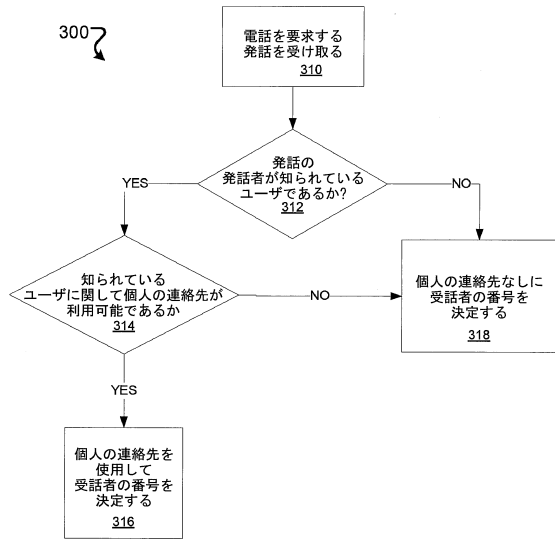 300
電話を要求する
発話を受け取る
310
発話の
発話者が知られている
ユーザであるか?
312
YES
NO
知られている
ユーザに関して個人の連絡先が
利用可能であるか
314
NO
個人の連絡先なしに
受話者の番号を
決定する
318
YES
個人の連絡先を
使用して
受話者の番号を
決定する
316